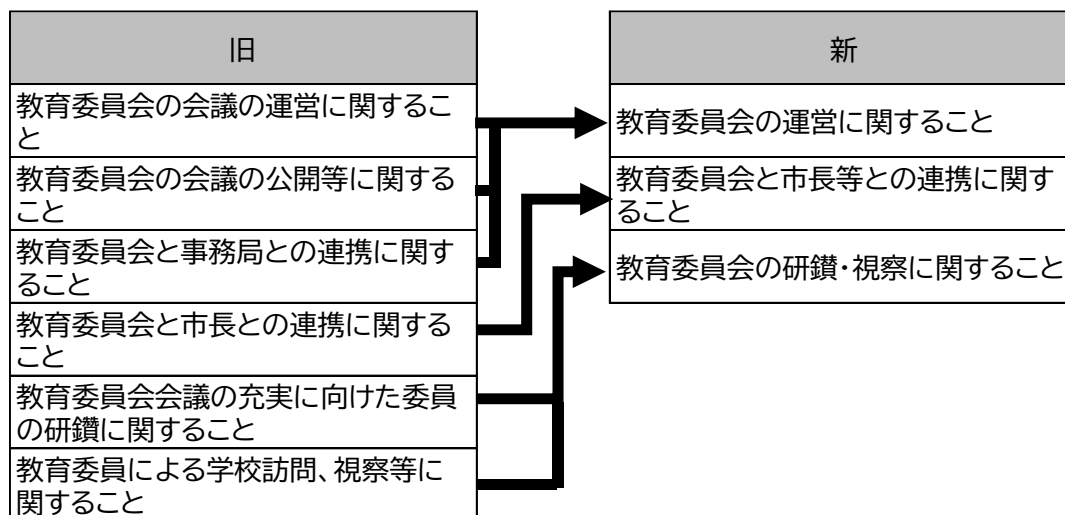 旧
教育委員会の会議の運営に関するこ
と
教育委員会の会議の公開等に関する
こと
教育委員会と事務局との連携に関す
ること
教育委員会と市長との連携に関する
こと
教育委員会会議の充実に向けた委員
の研鑽に関すること
教育委員による学校訪問、視察等に
関すること
新
教育委員会の運営に関すること
教育委員会と市長等との連携に関す
ること
教育委員会の研鑽・視察に関すること